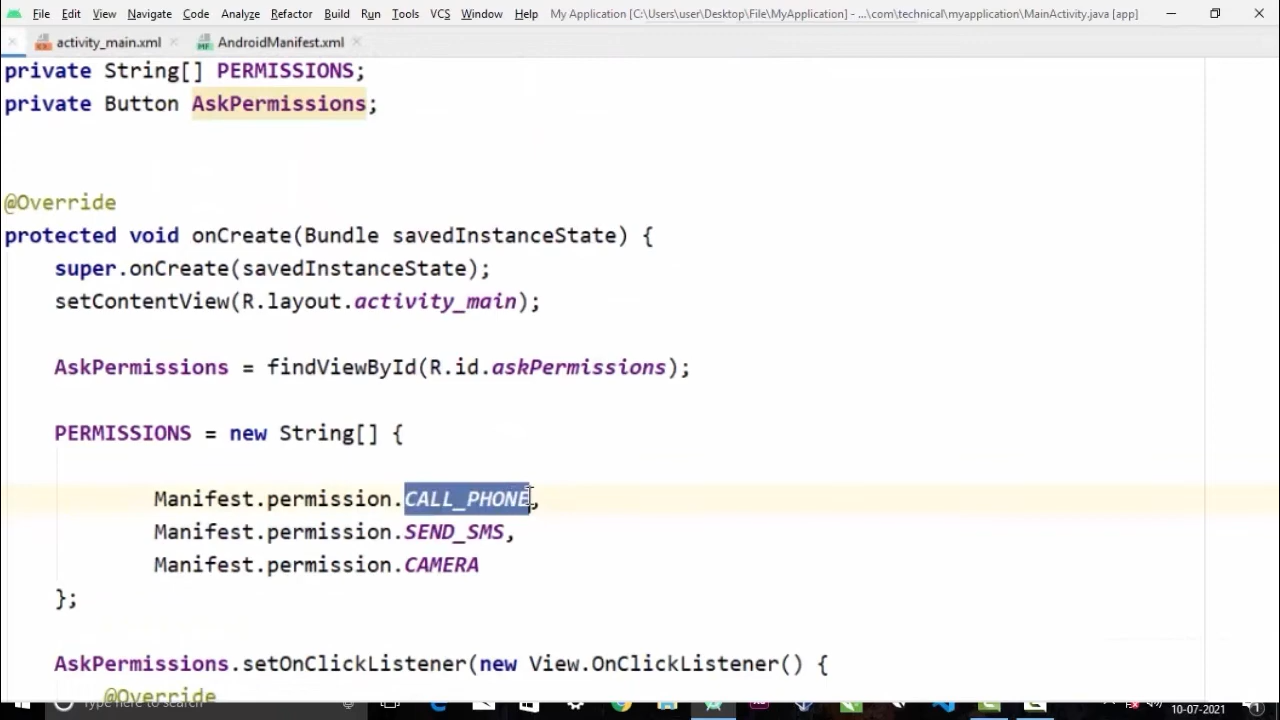 File Edit View Navigate Code Analyze Refactor Build Run Tools VCS Window Help My Application [C:\Users\user\Desktop\File\MyApplication] - ...\com\technical\myapplication\MainActivity.java [app]
activity_main.xml AndroidManifest.xml
private String[] PERMISSIONS;
private Button AskPermissions;
@Override
protected void onCreate(Bundle savedInstanceState) {
super.onCreate(savedInstanceState);
setContentView(R.layout.activity_main);
AskPermissions = findViewById(R.id.askPermissions);
PERMISSIONS = new String[] {
Manifest.permission.CALL_PHONE,
Manifest.permission.SEND_SMS,
Manifest.permission.CAMERA
};
AskPermissions.setOnClickListener(new View.OnClickListener() {
@Override
Type here to search
10-07-2021